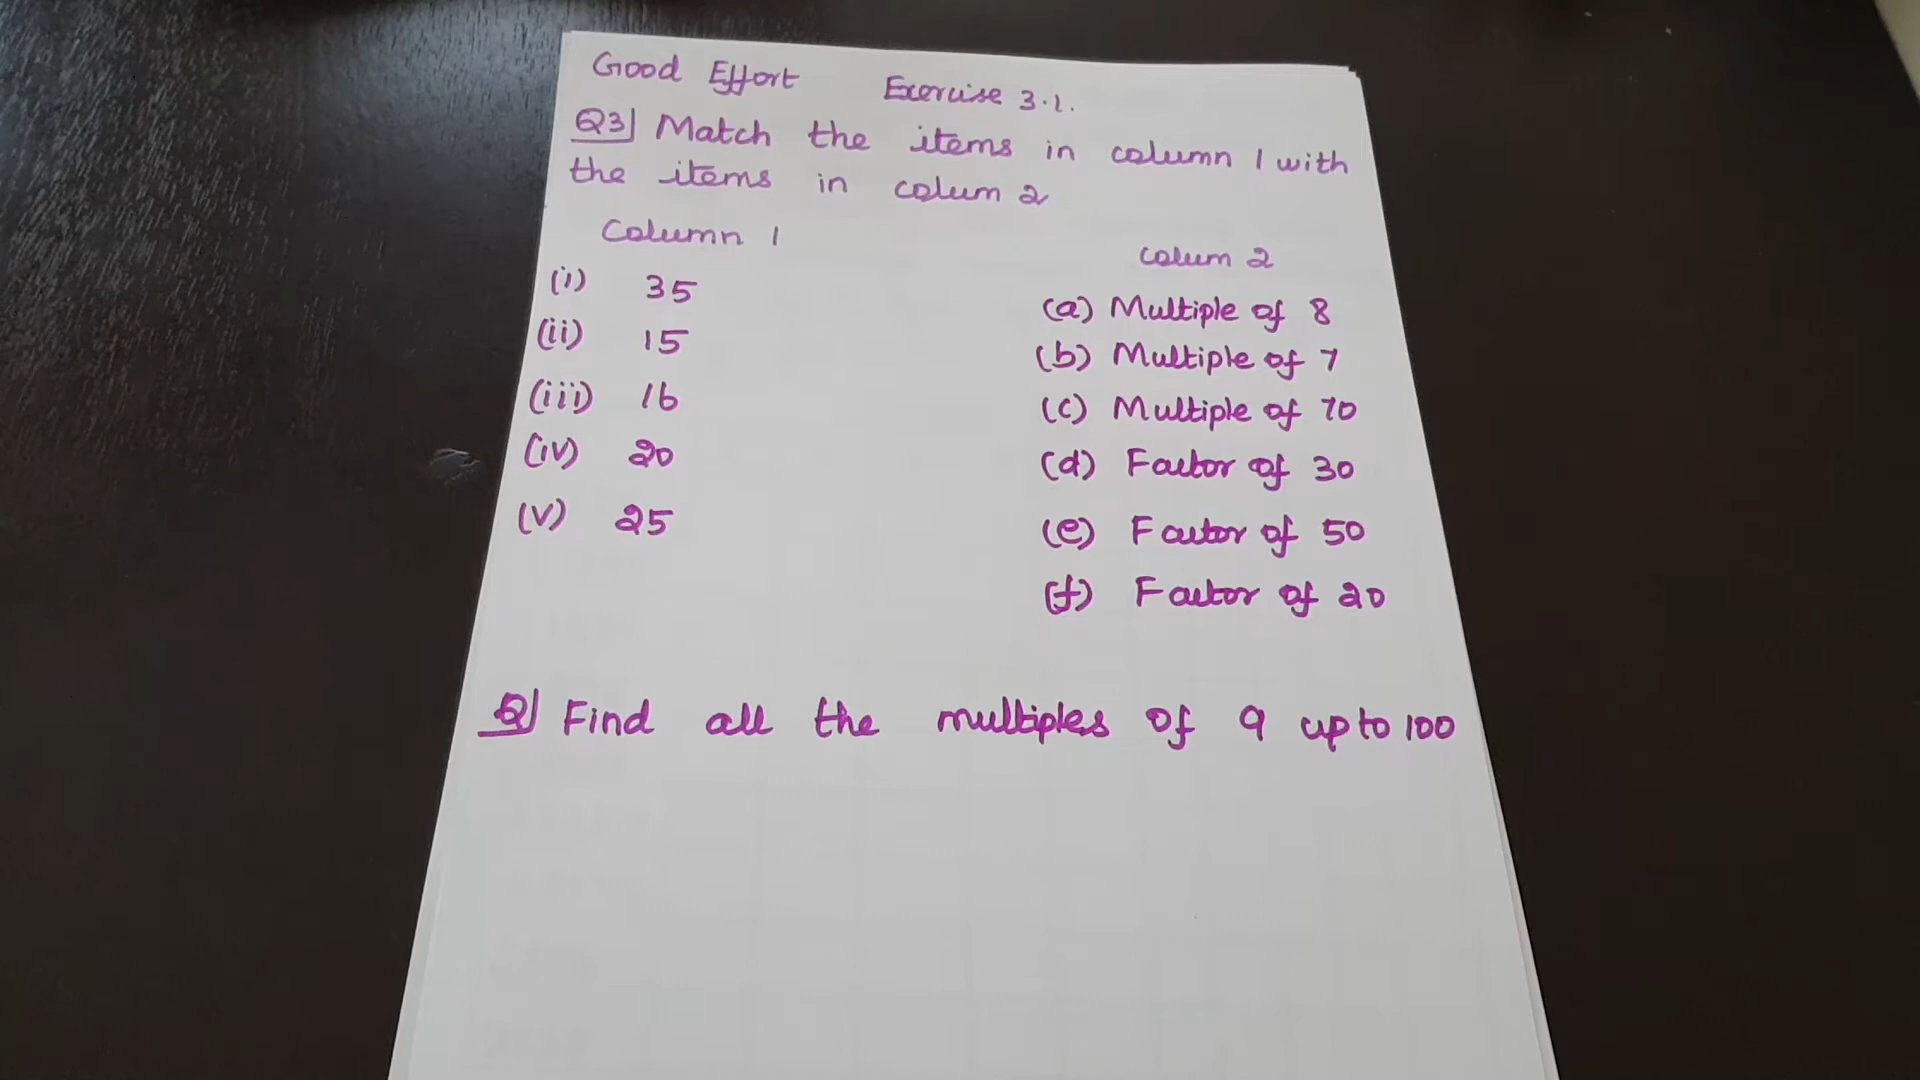 Good Effort Exercise 3.1.
Q3 Match the items in column 1 with
the items in colum 2
Column 1 colum 2
(i) 35 (a) Multiple of 8
(ii) 15 (b) Multiple of 7
(iii) 16 (c) Multiple of 70
(iv) 20 (d) Factor of 30
(v) 25 (e) Factor of 50
(f) Factor of 20
Q Find all the multiples of 9 up to 100